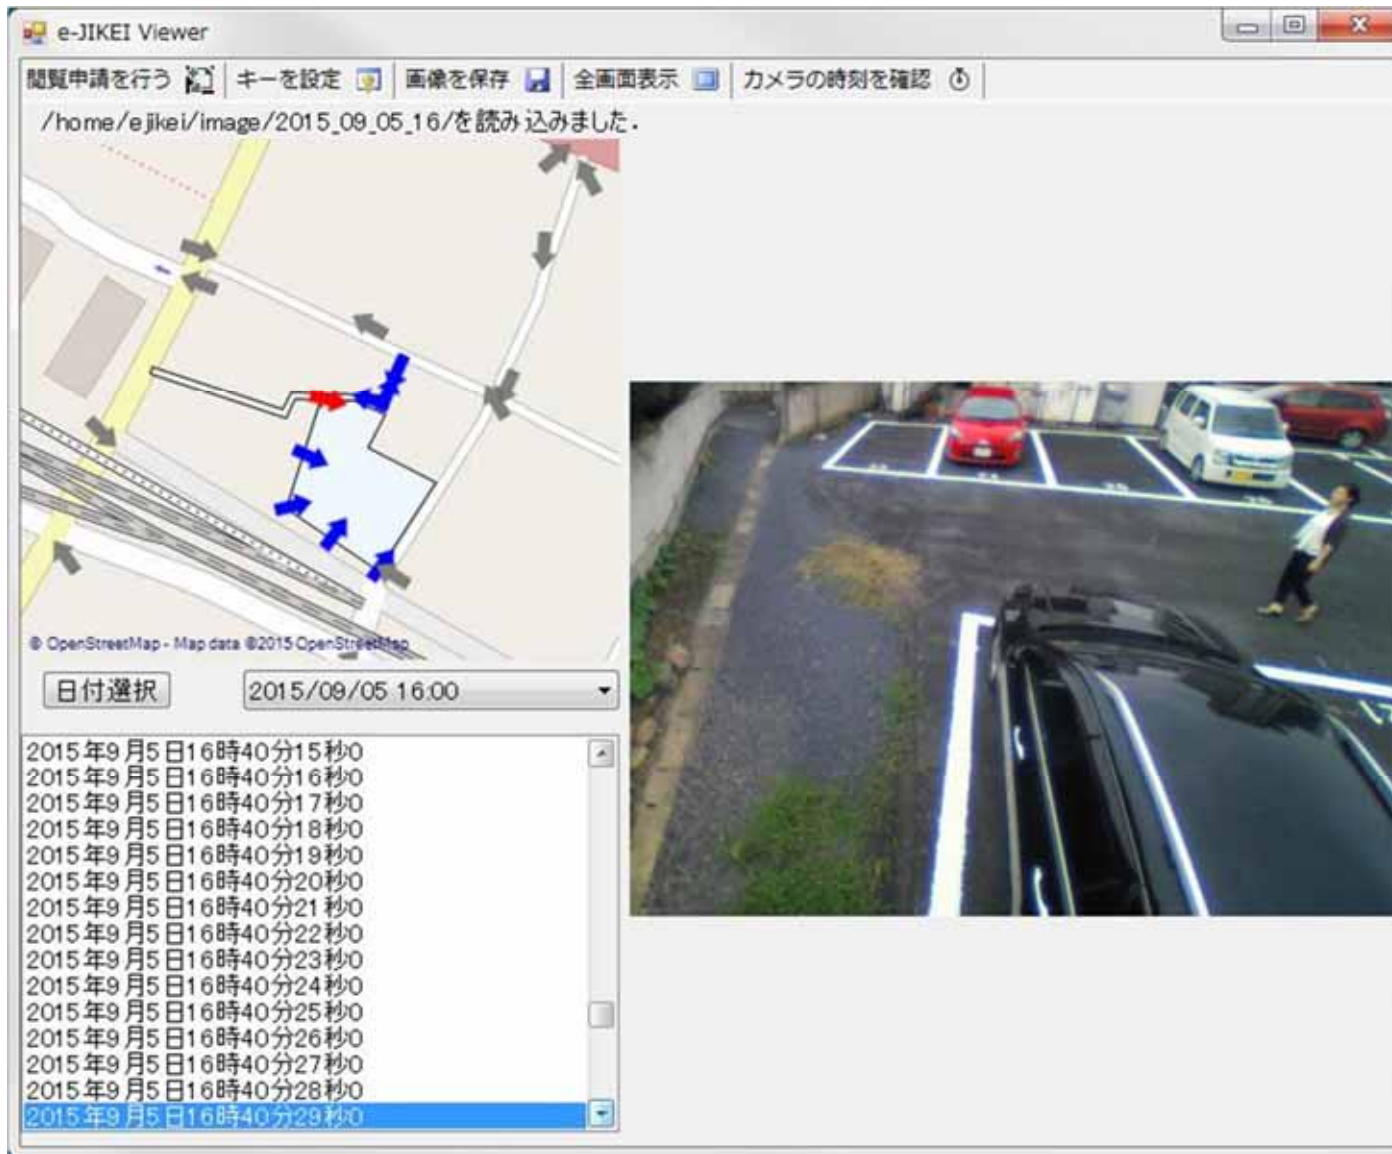 e-JIKEI Viewer
閲覧申請を行う キーを設定 画像を保存 全画面表示 カメラの時刻を確認
/home/ejikei/image/2015_09_05_16/を読み込みました.
© OpenStreetMap - Map data ©2015 OpenStreetMap
日付選択 2015/09/05 16:00
2015年9月5日16時40分15秒0
2015年9月5日16時40分16秒0
2015年9月5日16時40分17秒0
2015年9月5日16時40分18秒0
2015年9月5日16時40分19秒0
2015年9月5日16時40分20秒0
2015年9月5日16時40分21秒0
2015年9月5日16時40分22秒0
2015年9月5日16時40分23秒0
2015年9月5日16時40分24秒0
2015年9月5日16時40分25秒0
2015年9月5日16時40分26秒0
2015年9月5日16時40分27秒0
2015年9月5日16時40分28秒0
2015年9月5日16時40分29秒0